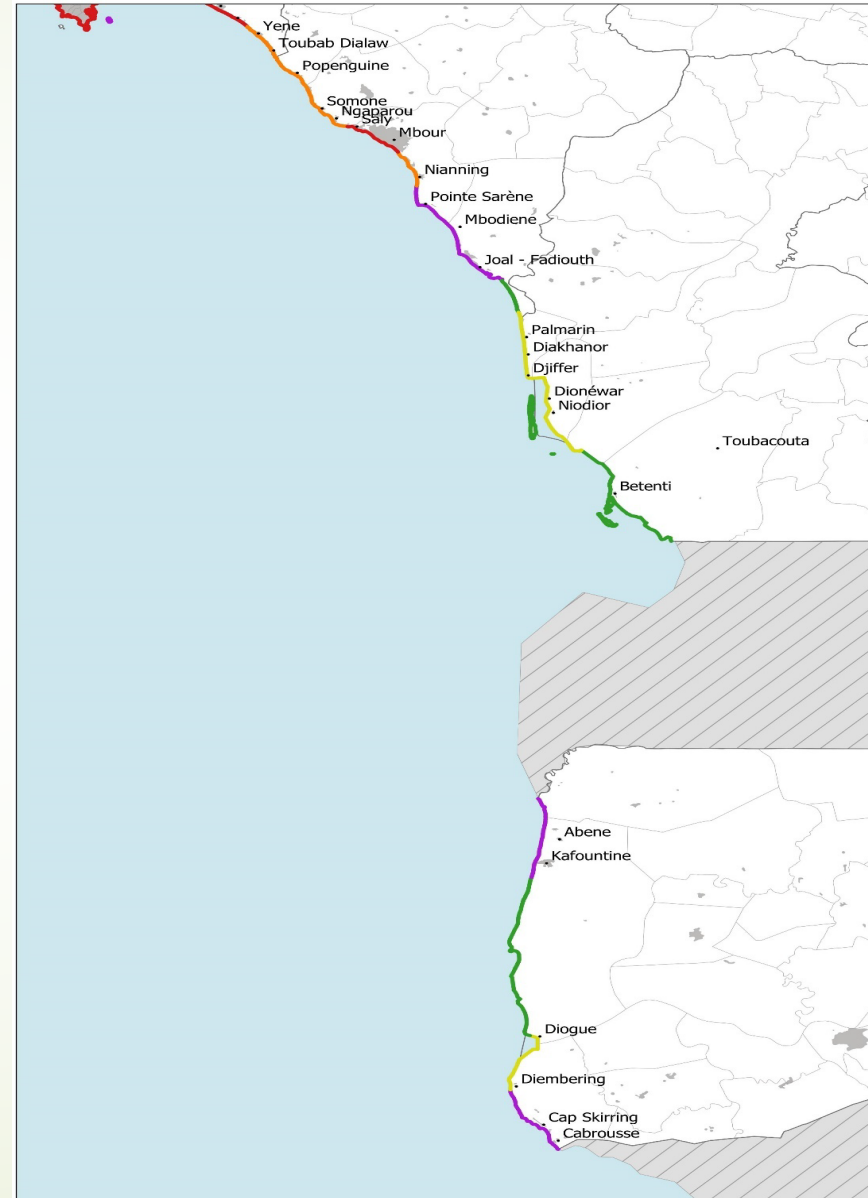 Yene
Toubab Dialaw
Popenguine
Somone
Ngaparou
Saly
Mbour
Nianning
Pointe Sarène
Mbodiene
Joal - Fadiouth
Palmarin
Diakhanor
Djiffer
Dionéwar
Niodior
Toubacouta
Betenti
Abene
Kafountine
Diogue
Diembering
Cap Skirring
Cabrousse